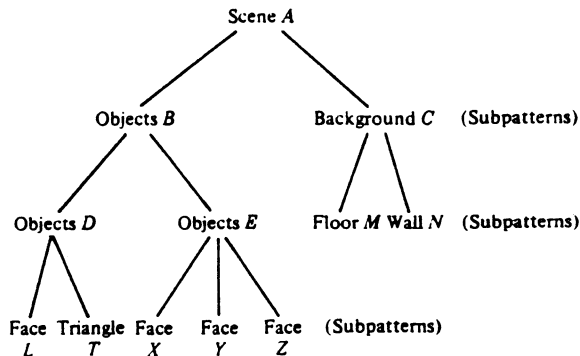 Scene A
Objects B Background C (Subpatterns)
Objects D Objects E Floor M Wall N (Subpatterns)
Face Triangle Face Face Face (Subpatterns)
L T X Y Z